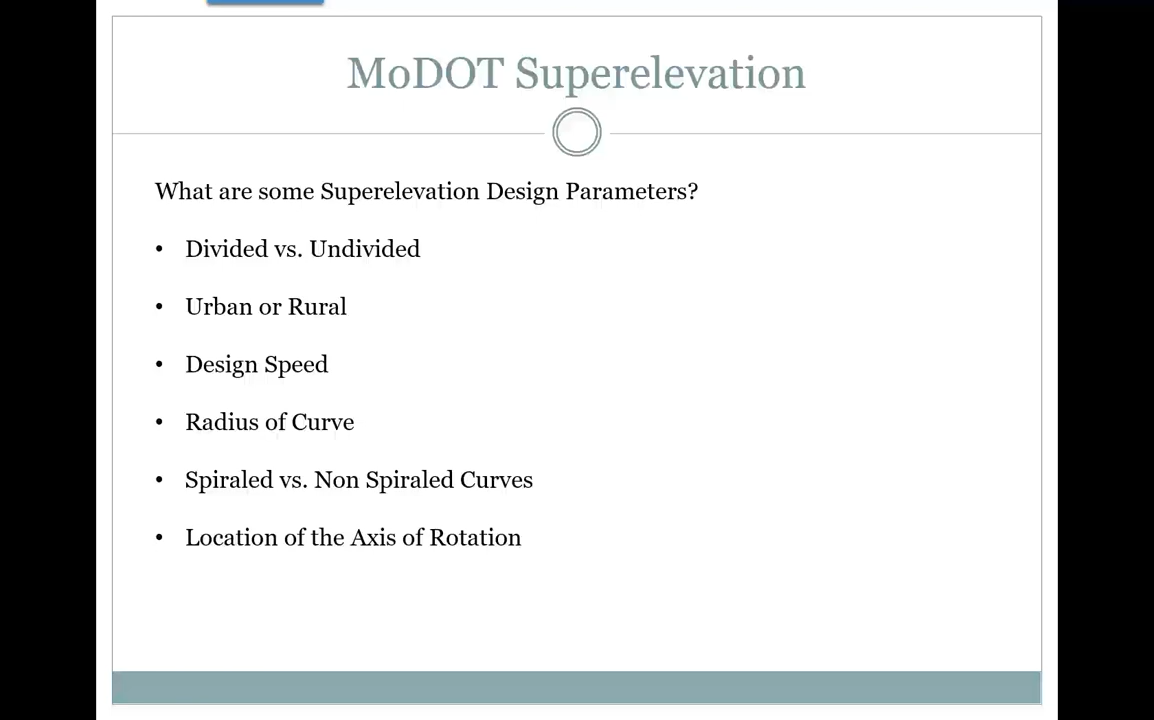 MoDOT Superelevation
What are some Superelevation Design Parameters?
• Divided vs. Undivided
• Urban or Rural
• Design Speed
• Radius of Curve
• Spiraled vs. Non Spiraled Curves
• Location of the Axis of Rotation